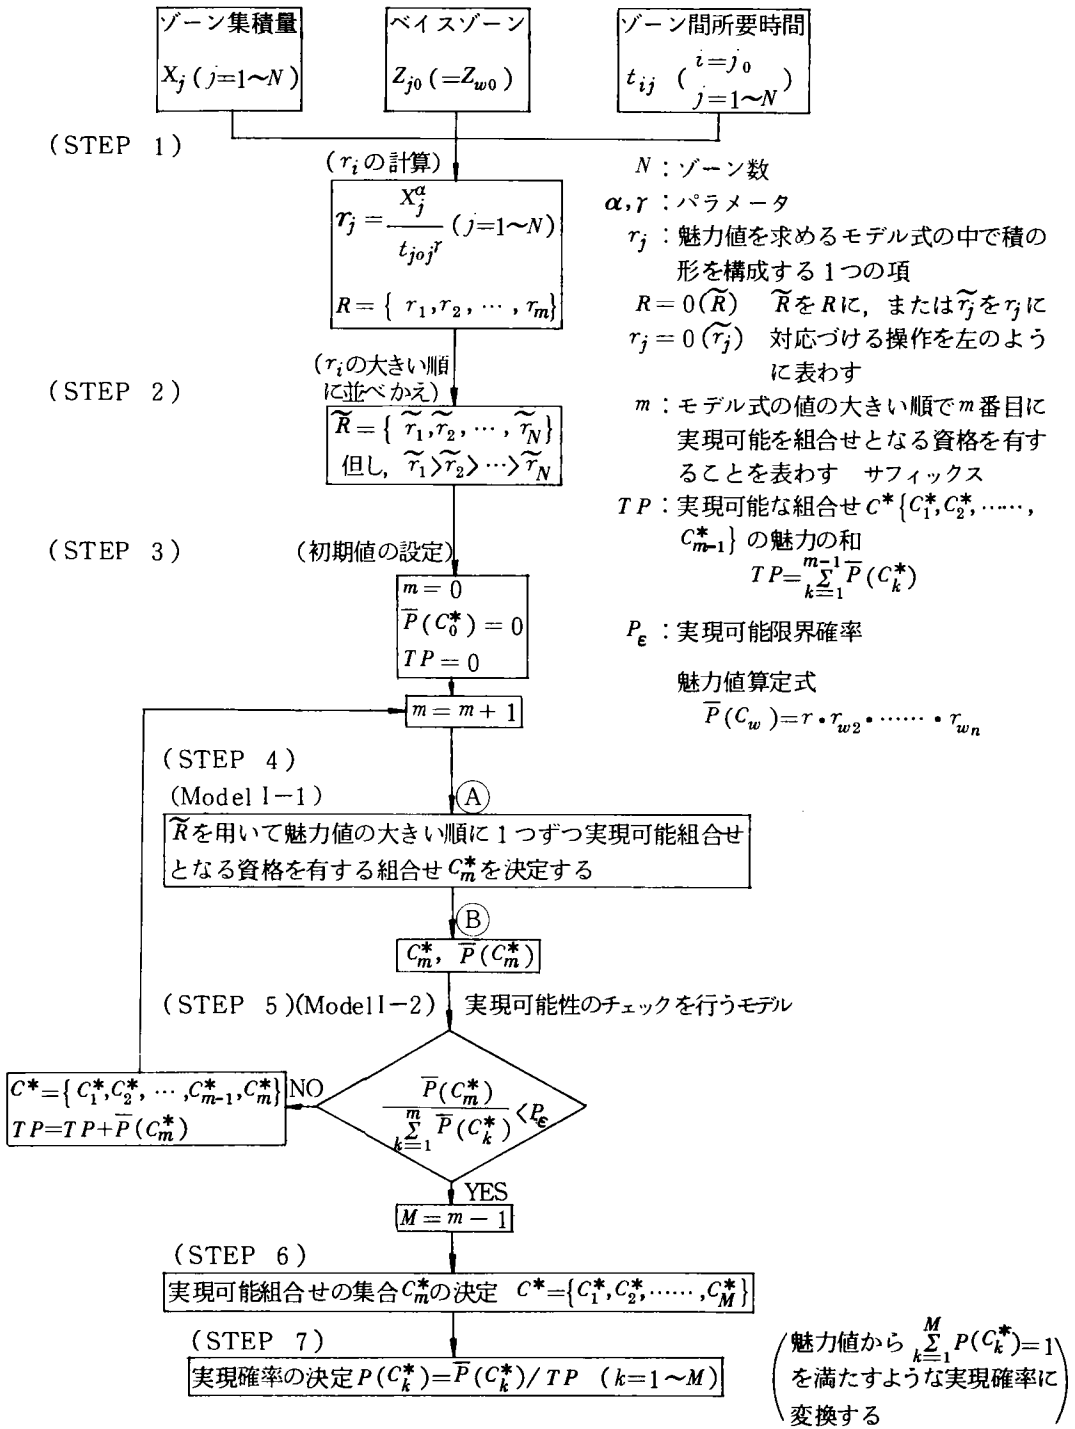 ゾーン集積量
X_j (j=1~N)
ベイスゾーン
Z_{j0} (=Z_{w0})
ゾーン間所要時間
t_{ij} ( i=j_0
j=1~N )
(STEP 1)
(r_iの計算)
r_j = X_j^α / t_{joj}^γ (j=1~N)
R = { r_1, r_2, …, r_m}
(STEP 2)
(r_iの大きい順
に並べかえ)
R̃ = { r̃_1, r̃_2, …, r̃_N}
但し, r̃_1>r̃_2>…>r̃_N
(STEP 3)
(初期値の設定)
m = 0
P̄(C_0^*) = 0
TP = 0
m = m + 1
N : ゾーン数
α,γ : パラメータ
r_j : 魅力値を求めるモデル式の中で積の
形を構成する1つの項
R=0(R̃) R̃をRに, またはr̃_jをr_jに
r_j=0(r̃_j) 対応づける操作を左のよう
に表わす
m : モデル式の値の大きい順でm番目に
実現可能を組合せとなる資格を有す
ることを表わす サフィックス
TP : 実現可能な組合せC^*{C_1^*,C_2^*,……,
C_{m-1}^*} の魅力の和
TP=Σ_{k=1}^{m-1} P̄(C_k^*)
P_ε : 実現可能限界確率
魅力値算定式
P̄(C_w)=r・r_{w2}・……・r_{wn}
(STEP 4)
(Model I-1)
Ⓐ
R̃を用いて魅力値の大きい順に1つずつ実現可能組合せ
となる資格を有する組合せC_m^*を決定する
Ⓑ
C_m^*, P̄(C_m^*)
(STEP 5)(Model I-2) 実現可能性のチェックを行うモデル
P̄(C_m^*) / Σ_{k=1}^{m} P̄(C_k^*) <P_ε
NO
C^*={C_1^*,C_2^*, …,C_{m-1}^*,C_m^*}
TP=TP+P̄(C_m^*)
YES
M = m - 1
(STEP 6)
実現可能組合せの集合C_m^*の決定 C^*={C_1^*,C_2^*,……,C_M^*}
(STEP 7)
実現確率の決定P(C_k^*)=P̄(C_k^*)/TP (k=1~M)
(魅力値から Σ_{k=1}^{M} P(C_k^*)=1
を満たすような実現確率に
変換する)